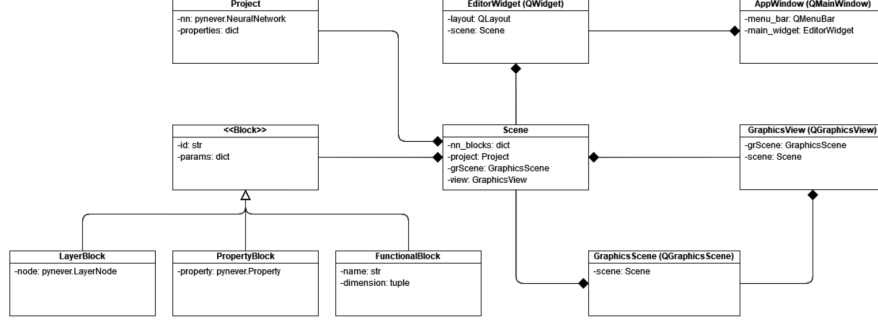 Project
-nn: pynever.NeuralNetwork
-properties: dict
EditorWidget (QWidget)
-layout: QLayout
-scene: Scene
AppWindow (QMainWindow)
-menu_bar: QMenuBar
-main_widget: EditorWidget
<<Block>>
-id: str
-params: dict
Scene
-nn_blocks: dict
-project: Project
-grScene: GraphicsScene
-view: GraphicsView
GraphicsView (QGraphicsView)
-grScene: GraphicsScene
-scene: Scene
LayerBlock
-node: pynever.LayerNode
PropertyBlock
-property: pynever.Property
FunctionalBlock
-name: str
-dimension: tuple
GraphicsScene (QGraphicsScene)
-scene: Scene